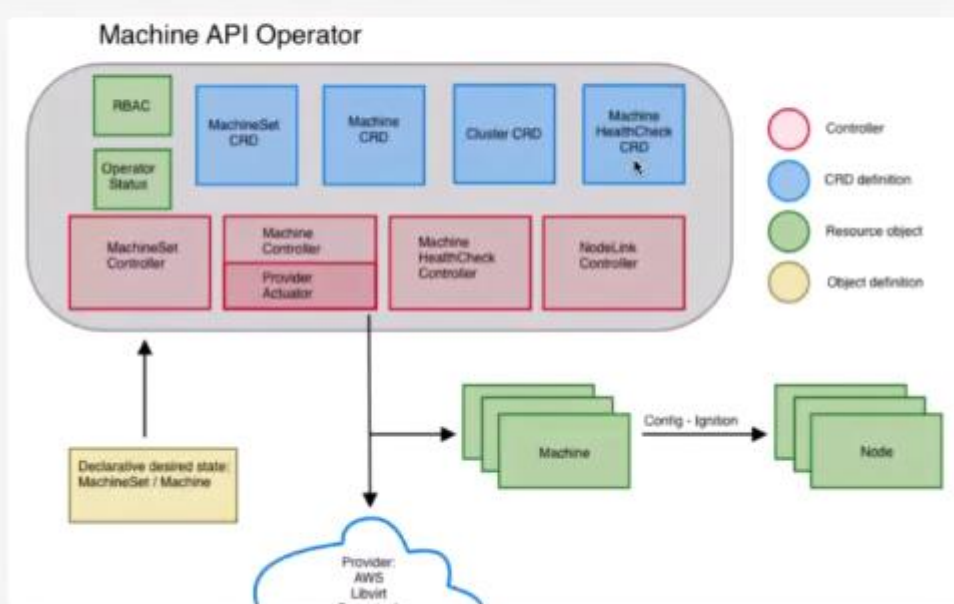 Machine API Operator
RBAC
Operator
Status
MachineSet
CRD
Machine
CRD
Cluster CRD
Machine
HealthCheck
CRD
MachineSet
Controller
Machine
Controller
Provider
Actuator
Machine
HealthCheck
Controller
NodeLink
Controller
Controller
CRD definition
Resource object
Object definition
Declarative desired state:
MachineSet / Machine
Machine
Config - Ignition
Node
Provider:
AWS
Libvirt